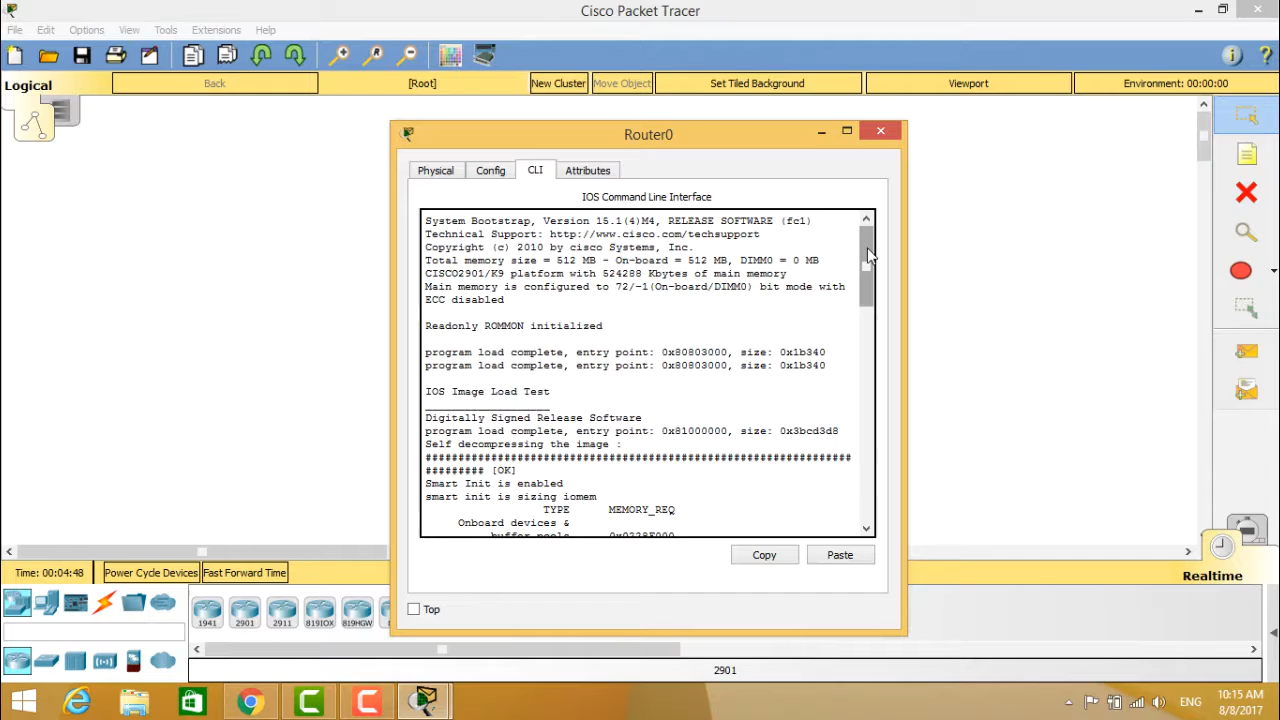 Cisco Packet Tracer
File Edit Options View Tools Extensions Help
Logical Back [Root] New Cluster Move Object Set Tiled Background Viewport Environment: 00:00:00
Router0
Physical Config CLI Attributes
IOS Command Line Interface
System Bootstrap, Version 15.1(4)M4, RELEASE SOFTWARE (fc1)
Technical Support: http://www.cisco.com/techsupport
Copyright (c) 2010 by cisco Systems, Inc.
Total memory size = 512 MB - On-board = 512 MB, DIMM0 = 0 MB
CISCO2901/K9 platform with 524288 Kbytes of main memory
Main memory is configured to 72/-1(On-board/DIMM0) bit mode with
ECC disabled
Readonly ROMMON initialized
program load complete, entry point: 0x80803000, size: 0x1b340
program load complete, entry point: 0x80803000, size: 0x1b340
IOS Image Load Test
___________________
Digitally Signed Release Software
program load complete, entry point: 0x81000000, size: 0x3bcd3d8
Self decompressing the image :
#################################################################
######### [OK]
Smart Init is enabled
smart init is sizing iomem
TYPE MEMORY_REQ
Onboard devices &
buffer pools 0x0228F000
Copy Paste
Top
Time: 00:04:48 Power Cycle Devices Fast Forward Time
Realtime
1941 2901 2911 819IOX 819HGW
2901
ENG
10:15 AM
8/8/2017